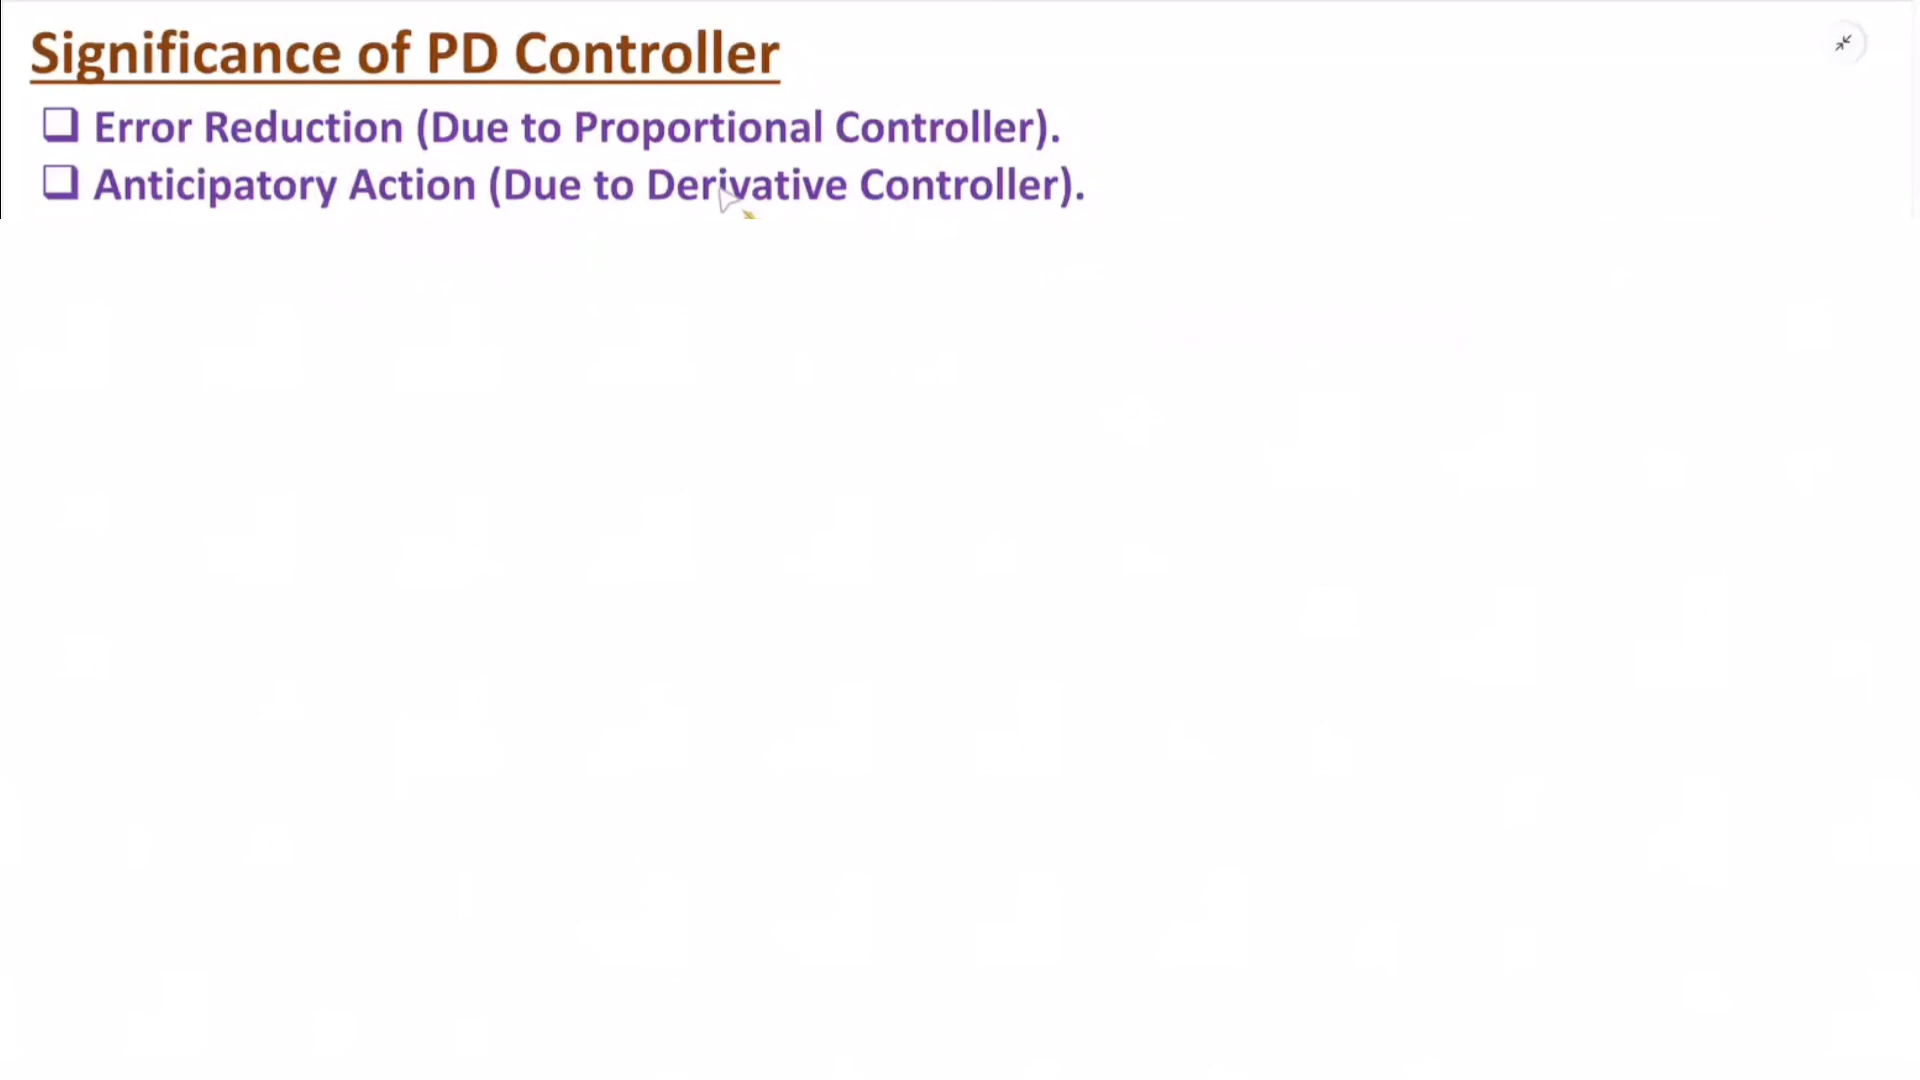 Significance of PD Controller
Error Reduction (Due to Proportional Controller).
Anticipatory Action (Due to Derivative Controller).